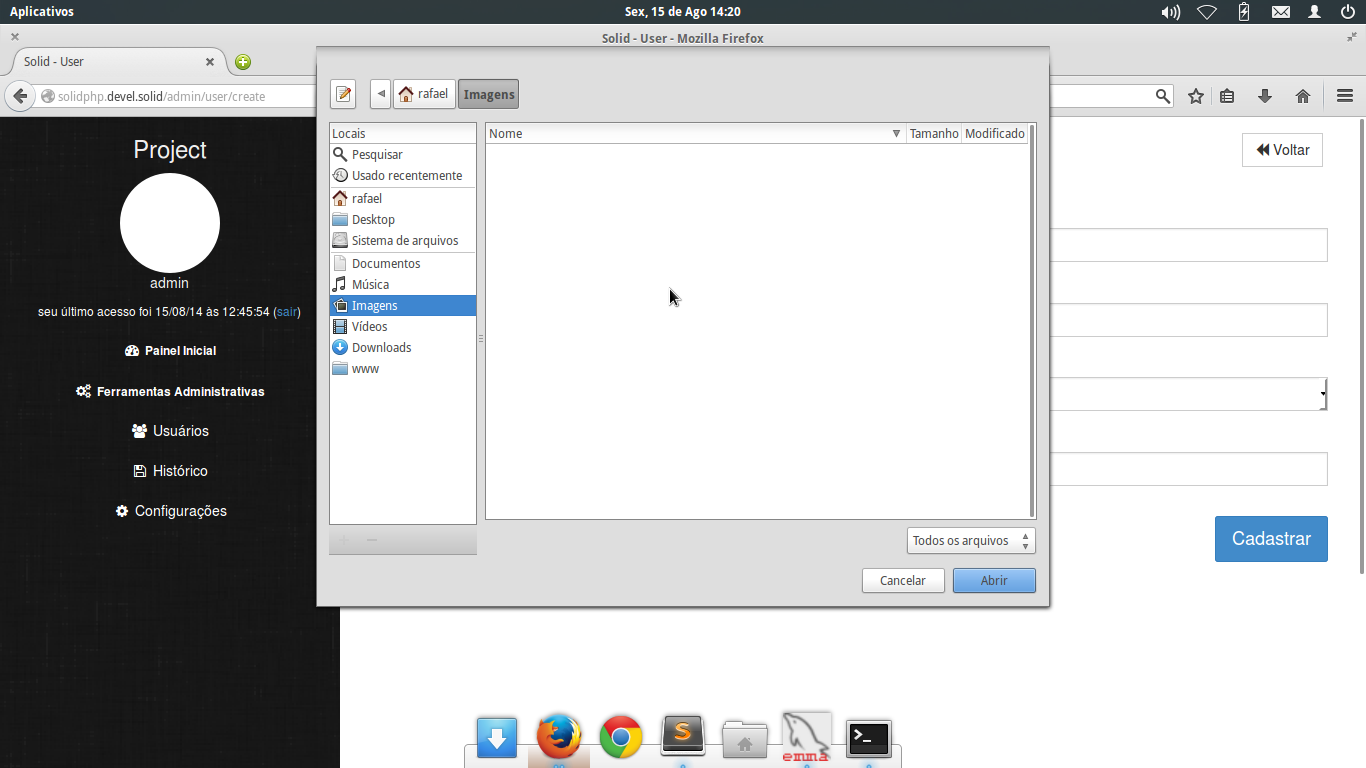 Aplicativos
Sex, 15 de Ago 14:20
Solid - User - Mozilla Firefox
Solid - User
solidphp.devel.solid/admin/user/create
rafael
Imagens
Project
admin
seu último acesso foi 15/08/14 às 12:45:54 (sair)
Painel Inicial
Ferramentas Administrativas
Usuários
Histórico
Configurações
Locais
Pesquisar
Usado recentemente
rafael
Desktop
Sistema de arquivos
Documentos
Música
Imagens
Vídeos
Downloads
www
Nome
Tamanho
Modificado
Todos os arquivos
Cancelar
Abrir
Voltar
Cadastrar
S
emma
>_